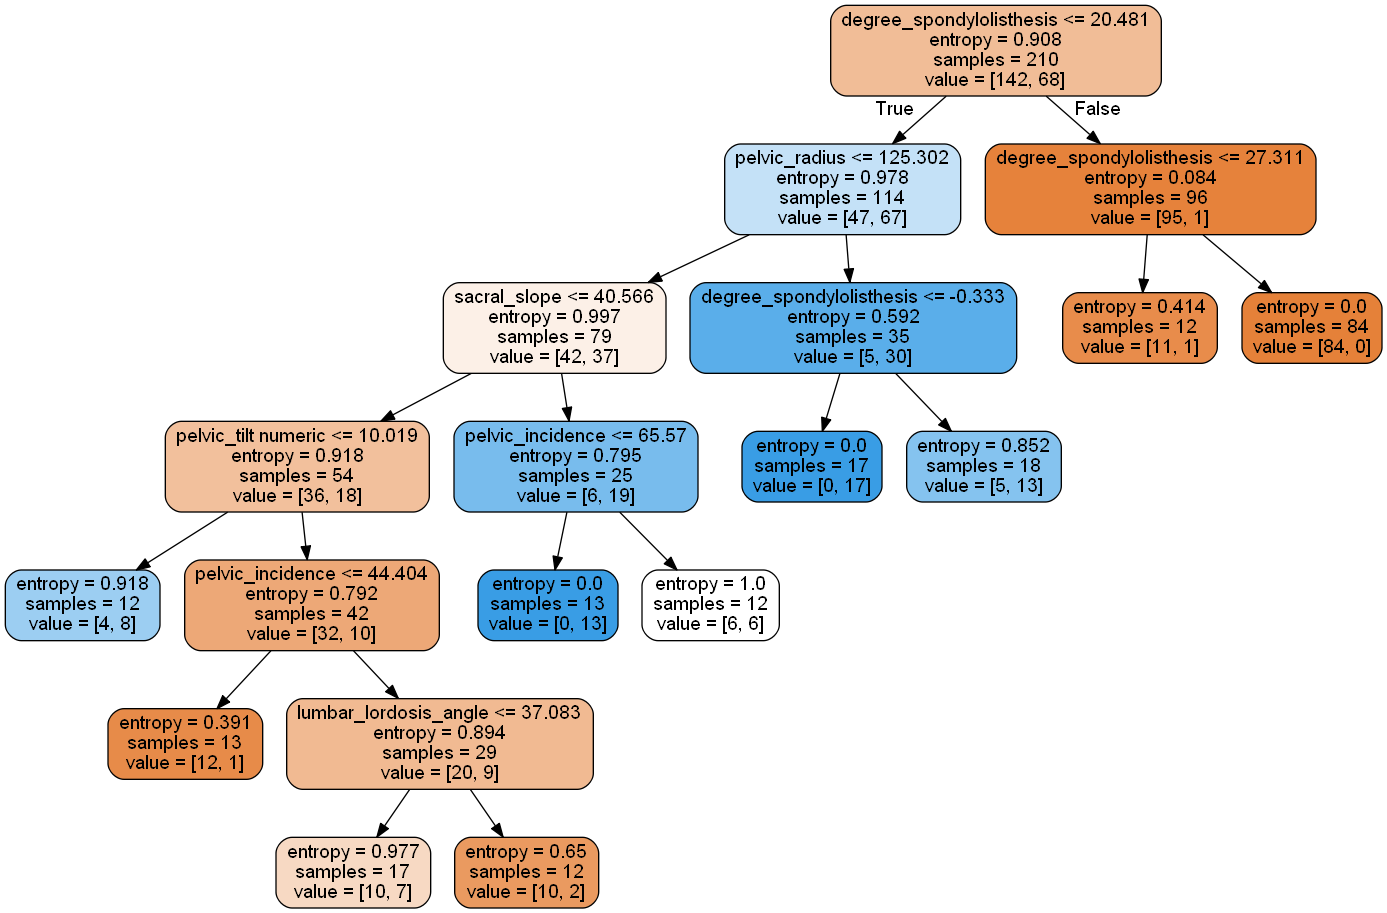 degree_spondylolisthesis <= 20.481
entropy = 0.908
samples = 210
value = [142, 68]
True
False
pelvic_radius <= 125.302
entropy = 0.978
samples = 114
value = [47, 67]
degree_spondylolisthesis <= 27.311
entropy = 0.084
samples = 96
value = [95, 1]
sacral_slope <= 40.566
entropy = 0.997
samples = 79
value = [42, 37]
degree_spondylolisthesis <= -0.333
entropy = 0.592
samples = 35
value = [5, 30]
entropy = 0.414
samples = 12
value = [11, 1]
entropy = 0.0
samples = 84
value = [84, 0]
pelvic_tilt numeric <= 10.019
entropy = 0.918
samples = 54
value = [36, 18]
pelvic_incidence <= 65.57
entropy = 0.795
samples = 25
value = [6, 19]
entropy = 0.0
samples = 17
value = [0, 17]
entropy = 0.852
samples = 18
value = [5, 13]
entropy = 0.918
samples = 12
value = [4, 8]
pelvic_incidence <= 44.404
entropy = 0.792
samples = 42
value = [32, 10]
entropy = 0.0
samples = 13
value = [0, 13]
entropy = 1.0
samples = 12
value = [6, 6]
entropy = 0.391
samples = 13
value = [12, 1]
lumbar_lordosis_angle <= 37.083
entropy = 0.894
samples = 29
value = [20, 9]
entropy = 0.977
samples = 17
value = [10, 7]
entropy = 0.65
samples = 12
value = [10, 2]